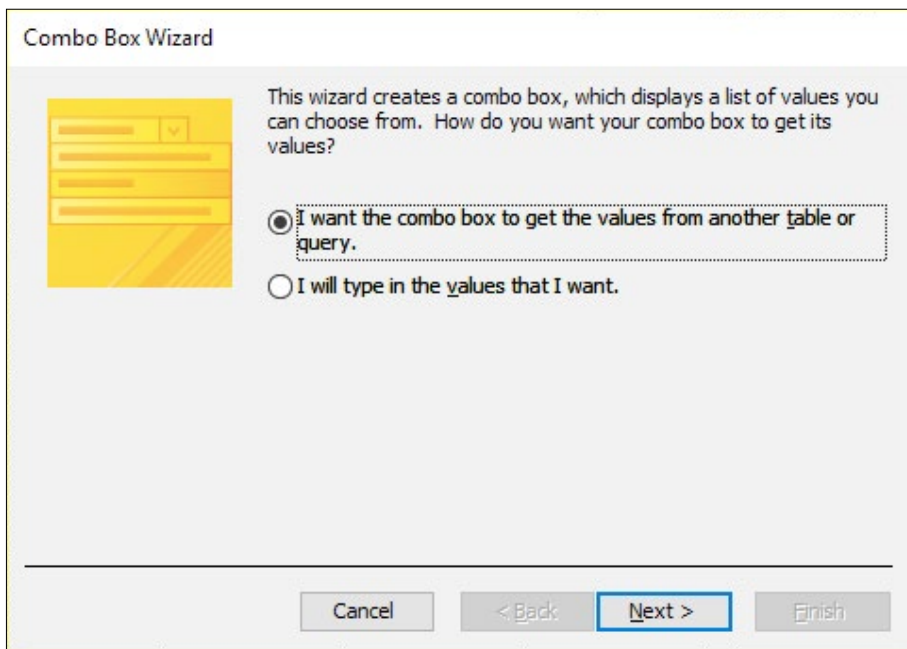 Combo Box Wizard
This wizard creates a combo box, which displays a list of values you
can choose from.  How do you want your combo box to get its
values?
I want the combo box to get the values from another table or
query.
I will type in the values that I want.
Cancel
< Back
Next >
Finish